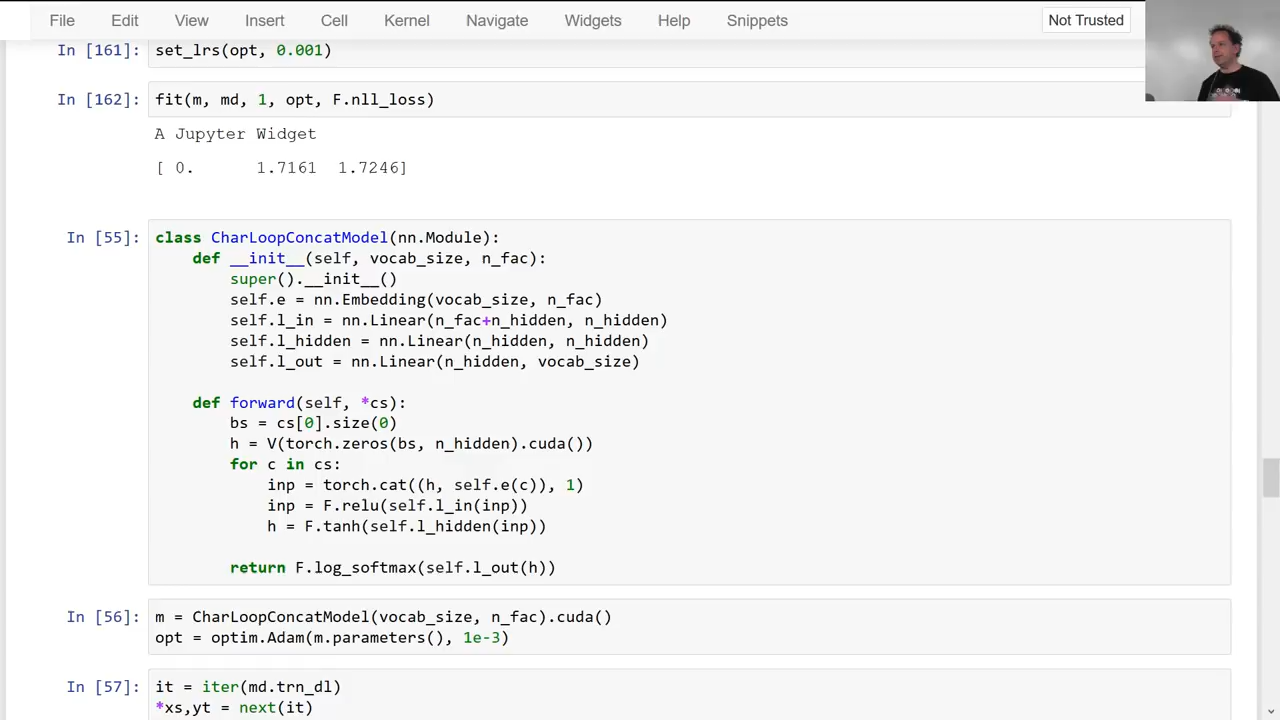 File Edit View Insert Cell Kernel Navigate Widgets Help Snippets Not Trusted
In [161]: set_lrs(opt, 0.001)
In [162]: fit(m, md, 1, opt, F.nll_loss)
A Jupyter Widget
[ 0. 1.7161 1.7246]
In [55]: class CharLoopConcatModel(nn.Module):
def __init__(self, vocab_size, n_fac):
super().__init__()
self.e = nn.Embedding(vocab_size, n_fac)
self.l_in = nn.Linear(n_fac+n_hidden, n_hidden)
self.l_hidden = nn.Linear(n_hidden, n_hidden)
self.l_out = nn.Linear(n_hidden, vocab_size)
def forward(self, *cs):
bs = cs[0].size(0)
h = V(torch.zeros(bs, n_hidden).cuda())
for c in cs:
inp = torch.cat((h, self.e(c)), 1)
inp = F.relu(self.l_in(inp))
h = F.tanh(self.l_hidden(inp))
return F.log_softmax(self.l_out(h))
In [56]: m = CharLoopConcatModel(vocab_size, n_fac).cuda()
opt = optim.Adam(m.parameters(), 1e-3)
In [57]: it = iter(md.trn_dl)
*xs,yt = next(it)